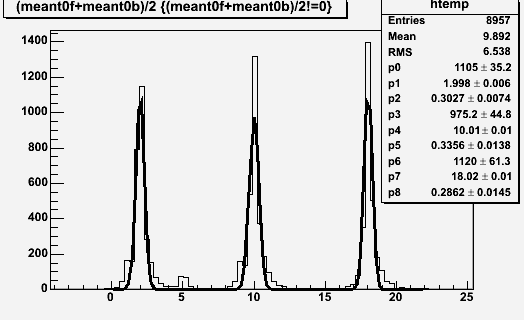 (meant0f+meant0b)/2 {(meant0f+meant0b)/2!=0}
htemp
Entries 8957
Mean 9.892
RMS 6.538
p0 1105 ± 35.2
p1 1.998 ± 0.006
p2 0.3027 ± 0.0074
p3 975.2 ± 44.8
p4 10.01 ± 0.01
p5 0.3356 ± 0.0138
p6 1120 ± 61.3
p7 18.02 ± 0.01
p8 0.2862 ± 0.0145
1400
1200
1000
800
600
400
200
0
0 5 10 15 20 25